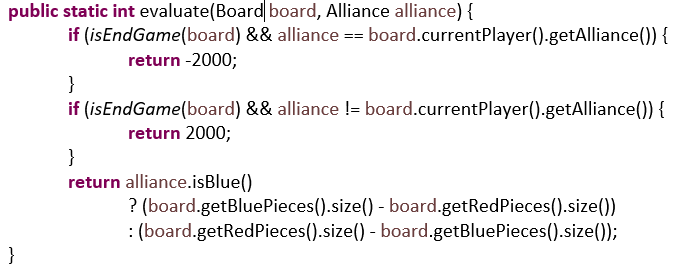 public static int evaluate(Board board, Alliance alliance) {
if (isEndGame(board) && alliance == board.currentPlayer().getAlliance()) {
return -2000;
}
if (isEndGame(board) && alliance != board.currentPlayer().getAlliance()) {
return 2000;
}
return alliance.isBlue()
? (board.getBluePieces().size() - board.getRedPieces().size())
: (board.getRedPieces().size() - board.getBluePieces().size());
}